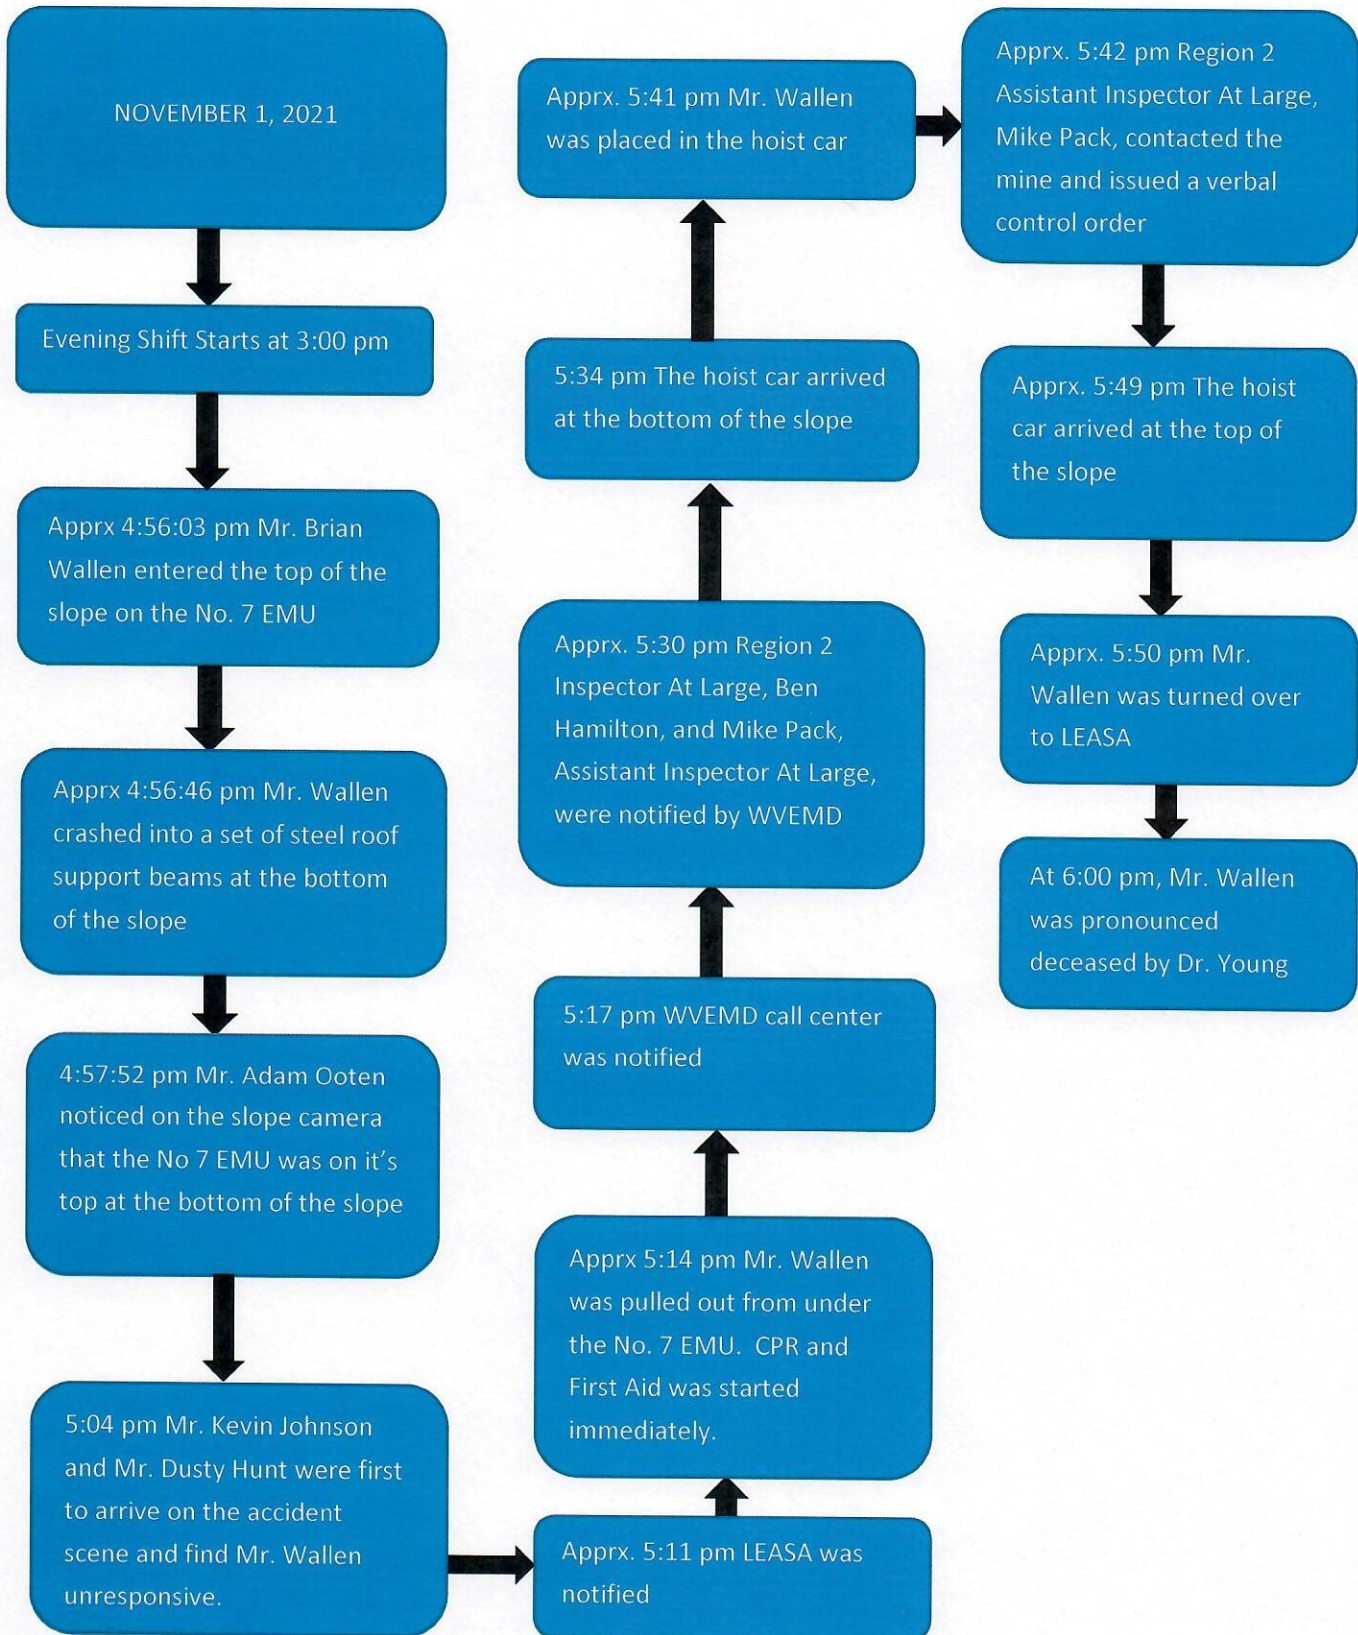 NOVEMBER 1, 2021
Evening Shift Starts at 3:00 pm
Apprx 4:56:03 pm Mr. Brian
Wallen entered the top of the
slope on the No. 7 EMU
Apprx 4:56:46 pm Mr. Wallen
crashed into a set of steel roof
support beams at the bottom
of the slope
4:57:52 pm Mr. Adam Ooten
noticed on the slope camera
that the No 7 EMU was on it's
top at the bottom of the slope
5:04 pm Mr. Kevin Johnson
and Mr. Dusty Hunt were first
to arrive on the accident
scene and find Mr. Wallen
unresponsive.
Apprx. 5:11 pm LEASA was
notified
Apprx 5:14 pm Mr. Wallen
was pulled out from under
the No. 7 EMU.  CPR and
First Aid was started
immediately.
5:17 pm WVEMD call center
was notified
Apprx. 5:30 pm Region 2
Inspector At Large, Ben
Hamilton, and Mike Pack,
Assistant Inspector At Large,
were notified by WVEMD
5:34 pm The hoist car arrived
at the bottom of the slope
Apprx. 5:41 pm Mr. Wallen
was placed in the hoist car
Apprx. 5:42 pm Region 2
Assistant Inspector At Large,
Mike Pack, contacted the
mine and issued a verbal
control order
Apprx. 5:49 pm The hoist
car arrived at the top of
the slope
Apprx. 5:50 pm Mr.
Wallen was turned over
to LEASA
At 6:00 pm, Mr. Wallen
was pronounced
deceased by Dr. Young